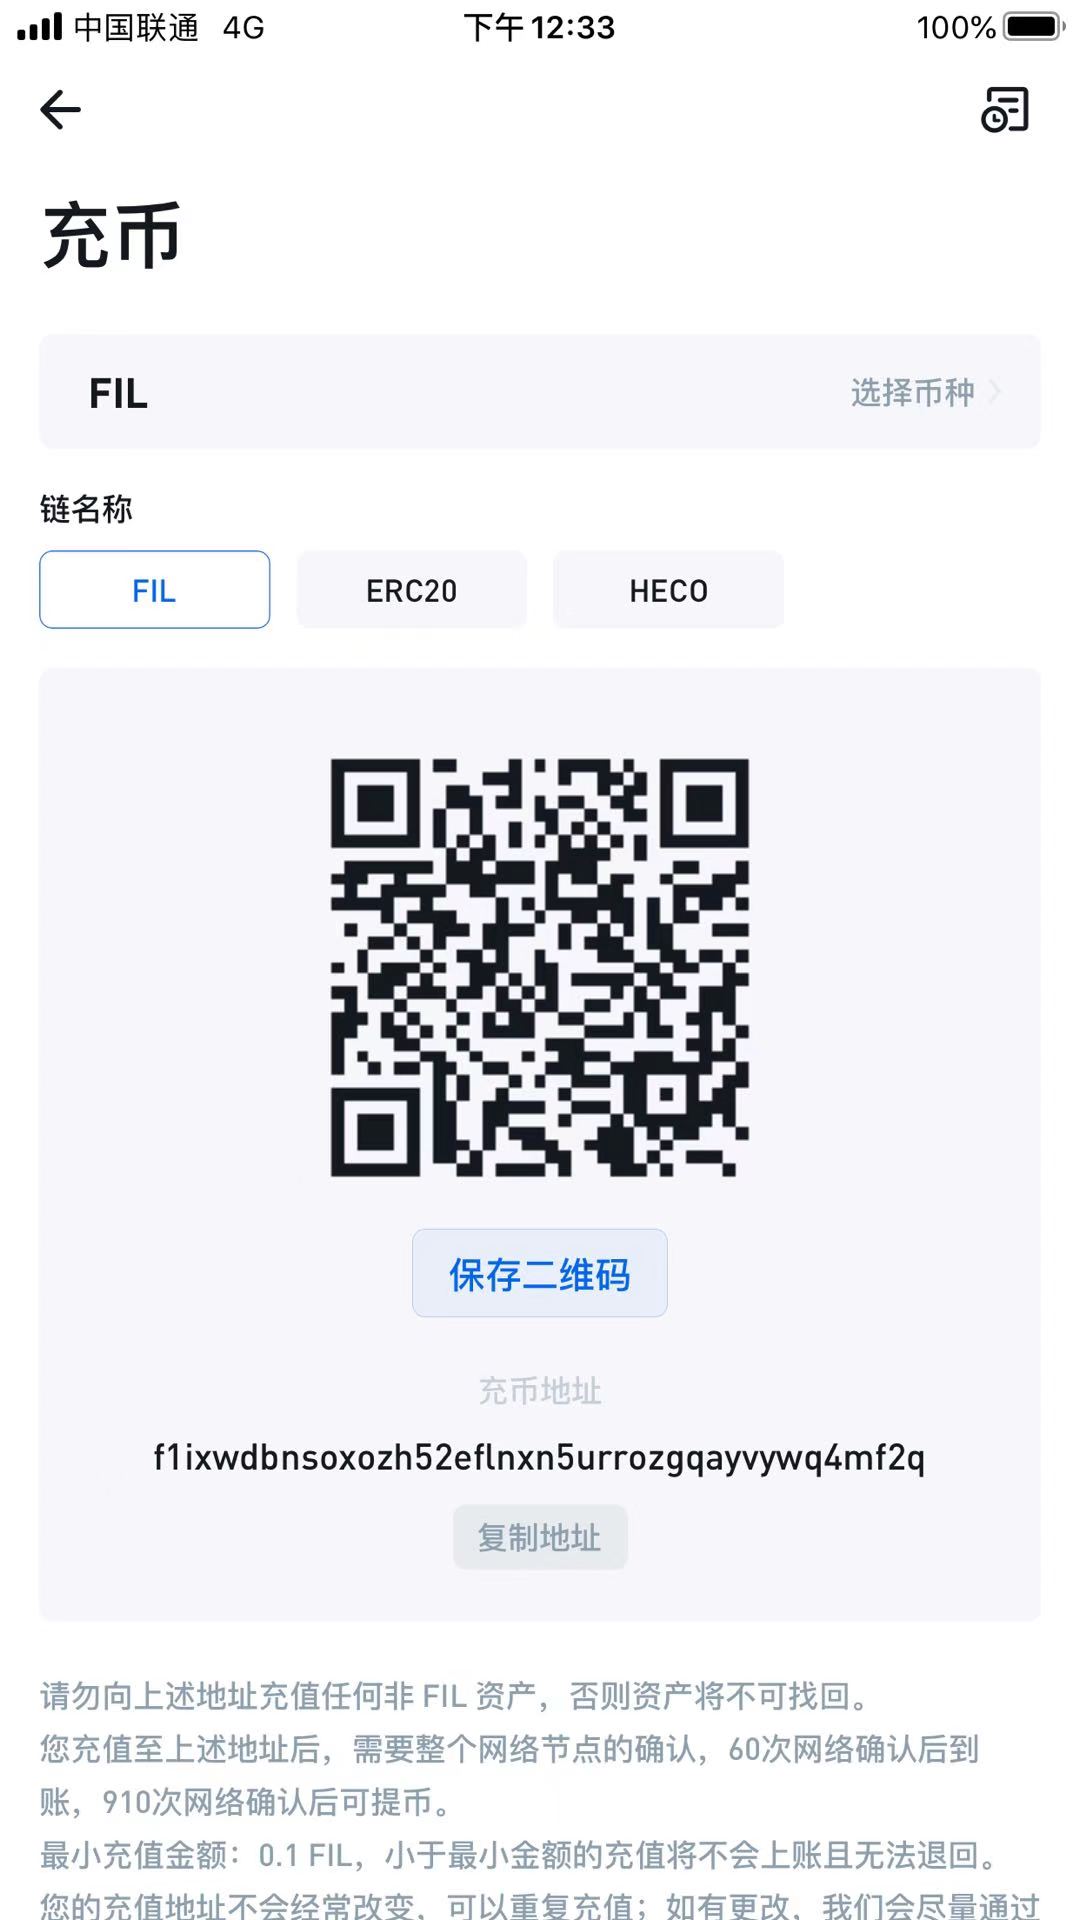 中国联通 4G 下午 12:33 100%
充币
FIL 选择币种
链名称
FIL ERC20 HECO
保存二维码
充币地址
f1ixwdbnsoxozh52eflnxn5urrozgqayvywq4mf2q
复制地址
请勿向上述地址充值任何非 FIL 资产，否则资产将不可找回。
您充值至上述地址后，需要整个网络节点的确认，60次网络确认后到
账，910次网络确认后可提币。
最小充值金额：0.1 FIL，小于最小金额的充值将不会上账且无法退回。
您的充值地址不会经常改变，可以重复充值；如有更改，我们会尽量通过